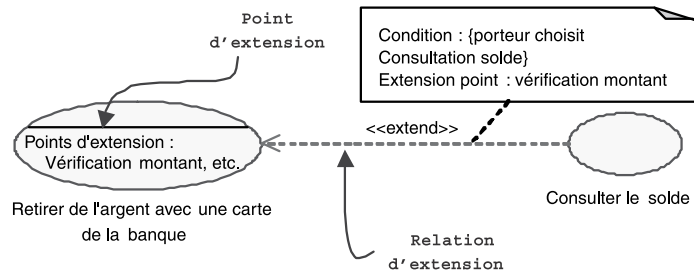 Point
d'extension
Condition : {porteur choisit
Consultation solde}
Extension point : vérification montant
<<extend>>
Points d'extension :
Vérification montant, etc.
Retirer de l'argent avec une carte
de la banque
Consulter le solde
Relation
d'extension